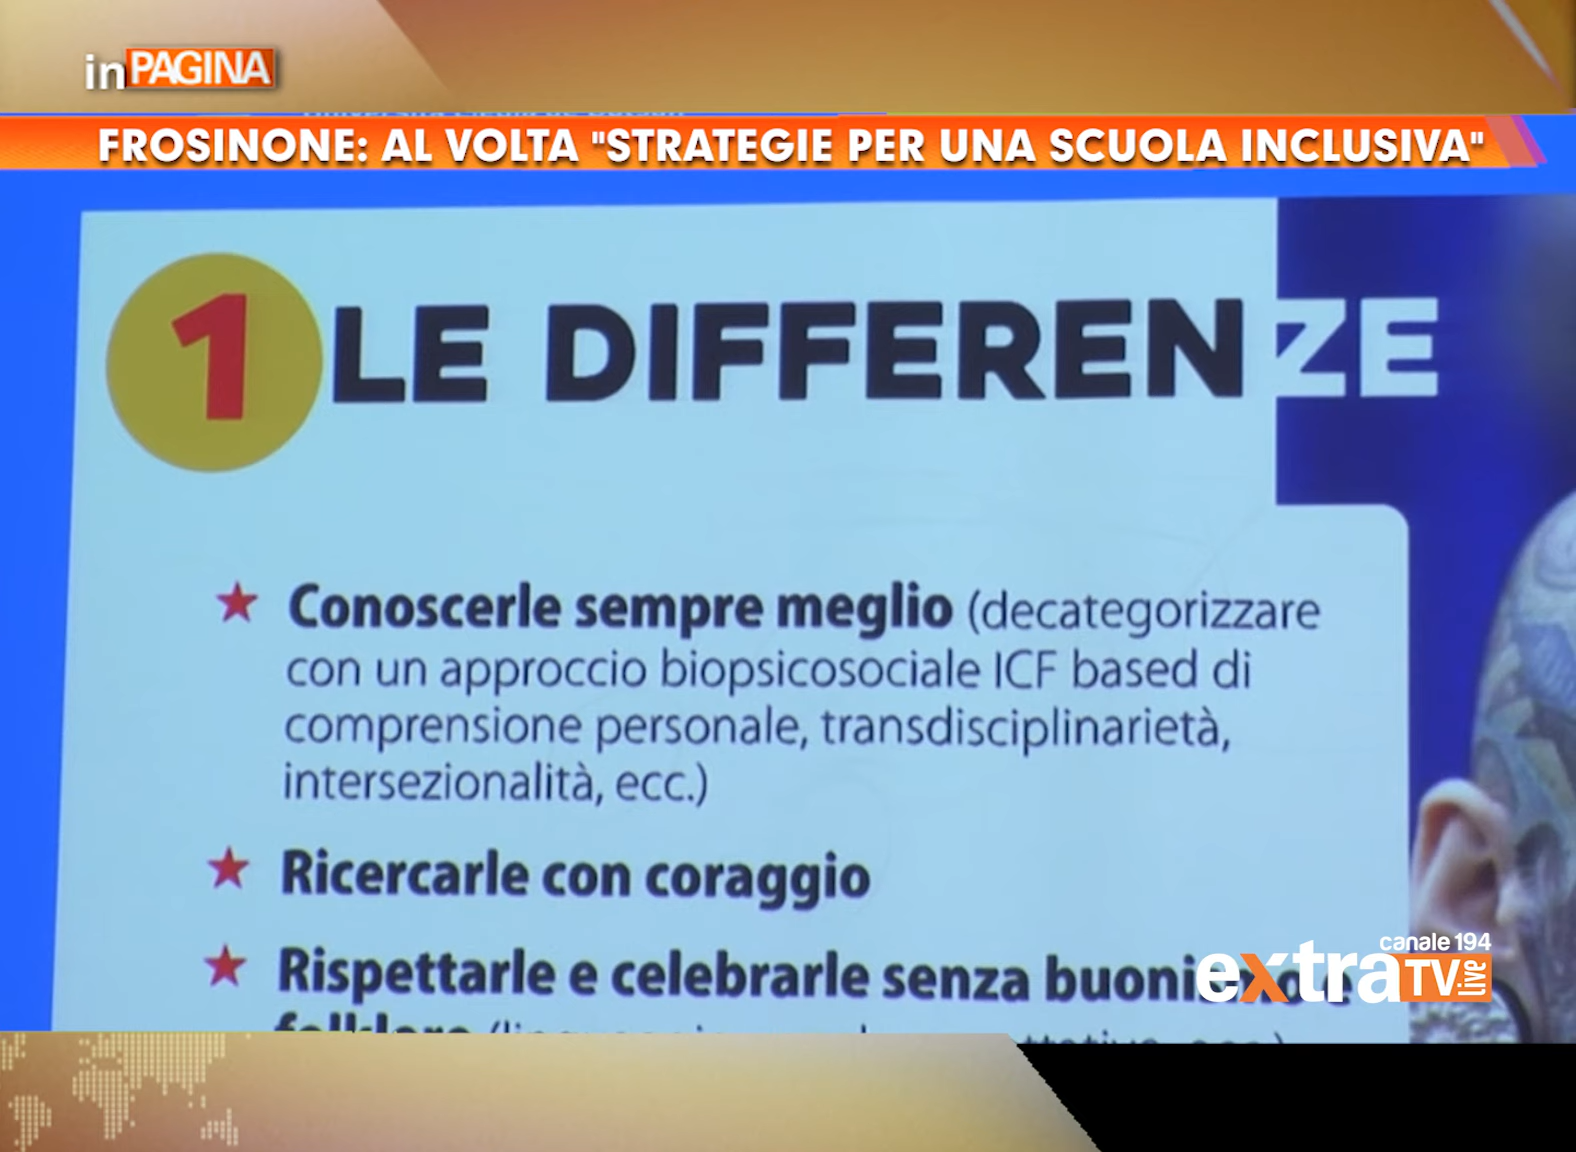 inPAGINA
FROSINONE: AL VOLTA "STRATEGIE PER UNA SCUOLA INCLUSIVA"
1 LE DIFFERENZE
★ Conoscerle sempre meglio (decategorizzare
con un approccio biopsicosociale ICF based di
comprensione personale, transdisciplinarietà,
intersezionalità, ecc.)
★ Ricercarle con coraggio
★ Rispettarle e celebrarle senza
canale 194
extra TV live